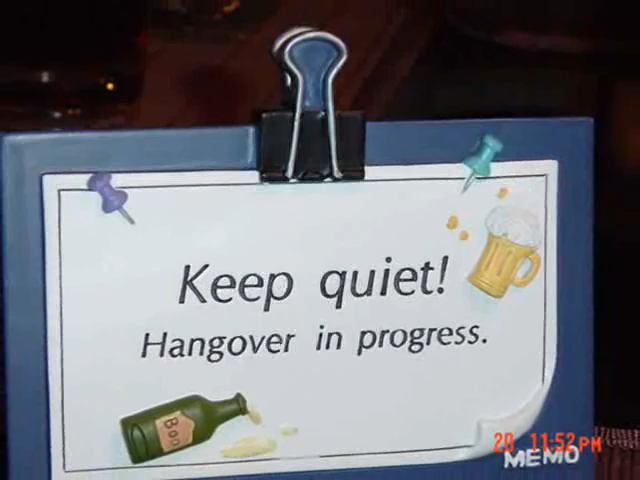 Keep quiet!
Hangover in progress.
Boo
20 11:52PM
MEMO